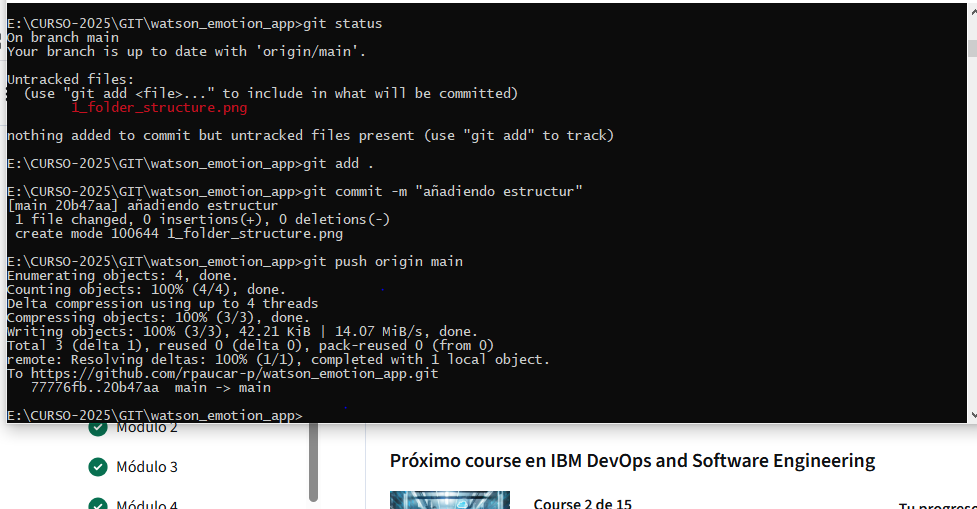 E:\CURSO-2025\GIT\watson_emotion_app>git status
On branch main
Your branch is up to date with 'origin/main'.
Untracked files:
(use "git add <file>..." to include in what will be committed)
1_folder_structure.png
nothing added to commit but untracked files present (use "git add" to track)
E:\CURSO-2025\GIT\watson_emotion_app>git add .
E:\CURSO-2025\GIT\watson_emotion_app>git commit -m "añadiendo estructur"
[main 20b47aa] añadiendo estructur
1 file changed, 0 insertions(+), 0 deletions(-)
create mode 100644 1_folder_structure.png
E:\CURSO-2025\GIT\watson_emotion_app>git push origin main
Enumerating objects: 4, done.
Counting objects: 100% (4/4), done.
Delta compression using up to 4 threads
Compressing objects: 100% (3/3), done.
Writing objects: 100% (3/3), 42.21 KiB | 14.07 MiB/s, done.
Total 3 (delta 1), reused 0 (delta 0), pack-reused 0 (from 0)
remote: Resolving deltas: 100% (1/1), completed with 1 local object.
To https://github.com/rpaucar-p/watson_emotion_app.git
77776fb..20b47aa  main -> main
E:\CURSO-2025\GIT\watson_emotion_app>
Módulo 2
Módulo 3
Módulo 4
Próximo course en IBM DevOps and Software Engineering
Course 2 de 15
Tu progreso